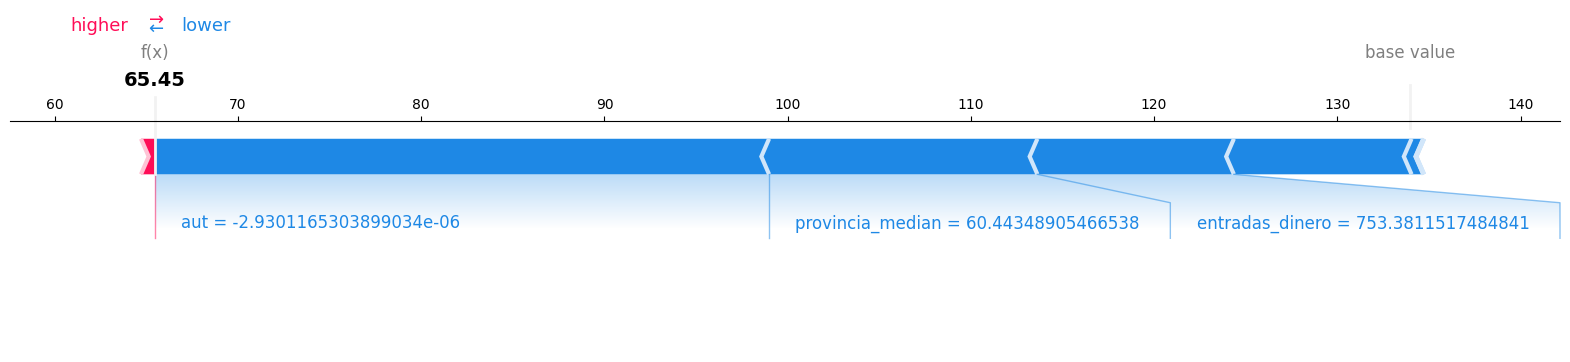 higher ⇄ lower
f(x) base value
65.45
60 70 80 90 100 110 120 130 140
aut = -2.9301165303899034e-06 provincia_median = 60.44348905466538 entradas_dinero = 753.3811517484841